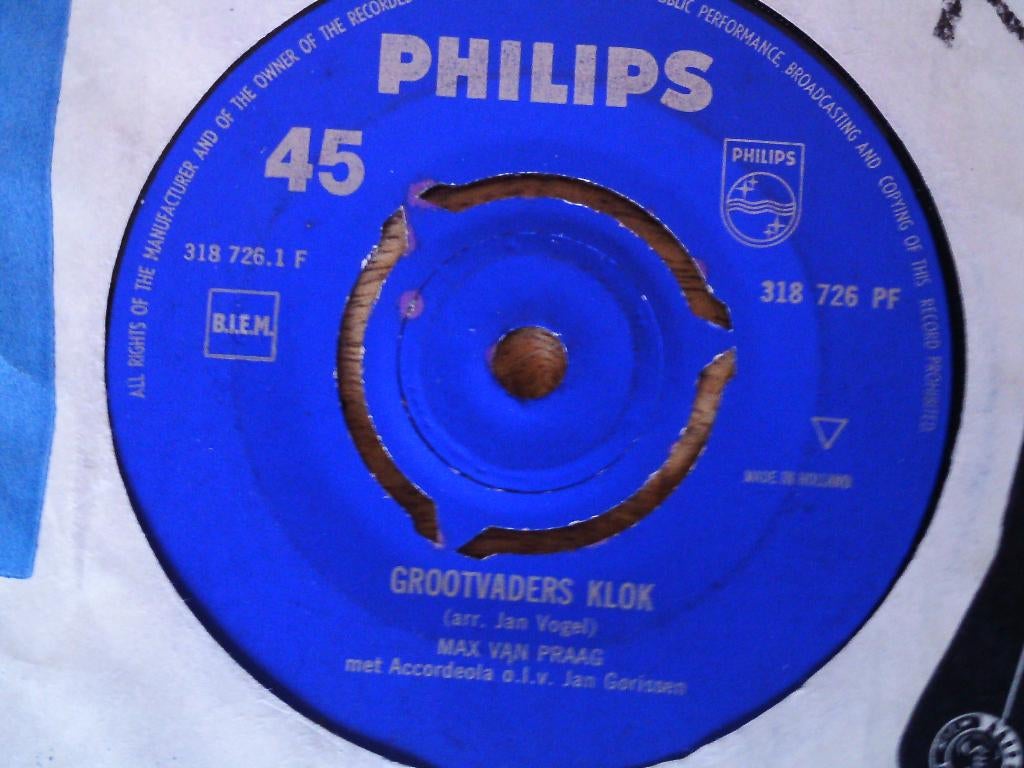 ALL RIGHTS OF THE MANUFACTURER AND OF THE OWNER OF THE RECORDED
PUBLIC PERFORMANCE, BROADCASTING AND COPYING OF THIS RECORD PROHIBITED
PHILIPS
45
PHILIPS
318 726.1 F
B.I.E.M.
318 726 PF
MADE IN HOLLAND
GROOTVADERS KLOK
(arr. Jan Vogel)
MAX VAN PRAAG
met Accordeola o.l.v. Jan Gorissen